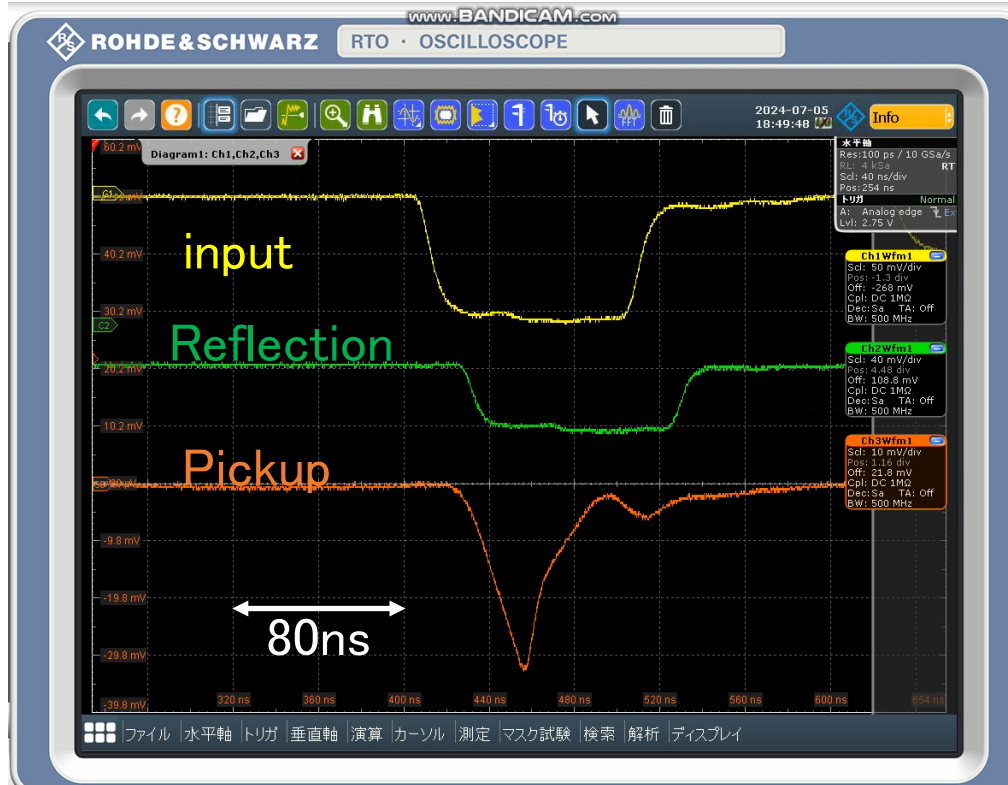 www.BANDICAM.com
ROHDE&SCHWARZ
RTO · OSCILLOSCOPE
2024-07-05
18:49:48
Info
60.2 mV
Diagram1: Ch1,Ch2,Ch3
水平軸
Res:100 ps / 10 GSa/s
RL: 4 kSa
RT
Scl: 40 ns/div
Pos:254 ns
トリガ
Normal
A: Analog edge
Ex
Lvl: 2.75 V
C1
input
40.2 mV
Ch1Wfm1
Scl: 50 mV/div
Pos: -1.3 div
Off: -268 mV
Cpl: DC 1MΩ
Dec:Sa TA: Off
BW: 500 MHz
30.2 mV
C2
Reflection
20.2 mV
Ch2Wfm1
Scl: 40 mV/div
Pos: 4.48 div
Off: 108.8 mV
Cpl: DC 1MΩ
Dec:Sa TA: Off
BW: 500 MHz
10.2 mV
Pickup
Ch3Wfm1
Scl: 10 mV/div
Pos: 1.16 div
Off: 21.8 mV
Cpl: DC 1MΩ
Dec:Sa TA: Off
BW: 500 MHz
-9.8 mV
-19.8 mV
80ns
-29.8 mV
-39.8 mV
320 ns
360 ns
400 ns
440 ns
480 ns
520 ns
560 ns
600 ns
654 ns
ファイル
水平軸
トリガ
垂直軸
演算
カーソル
測定
マスク試験
検索
解析
ディスプレイ